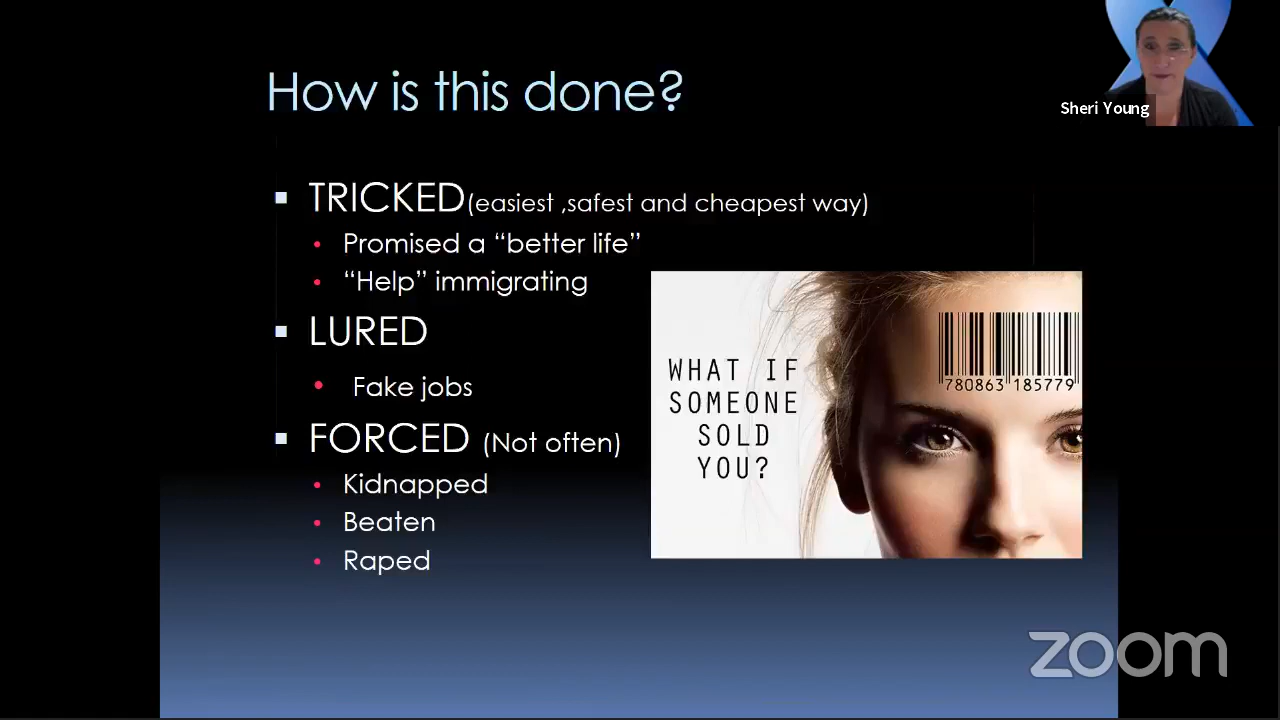 How is this done?
Sheri Young
TRICKED(easiest ,safest and cheapest way)
Promised a “better life”
“Help” immigrating
LURED
Fake jobs
FORCED (Not often)
Kidnapped
Beaten
Raped
WHAT IF
SOMEONE
SOLD
YOU?
780863 185779
zoom